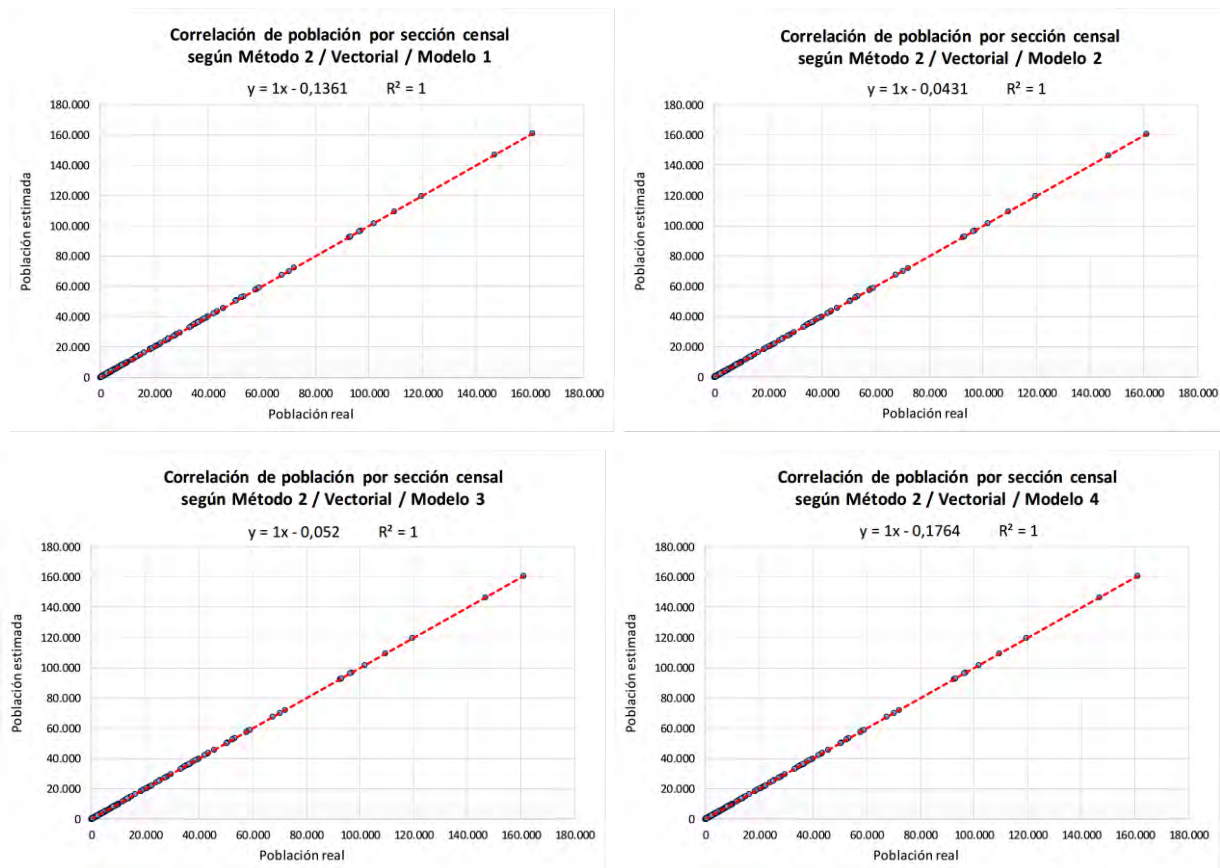 Correlación de población por sección censal
según Método 2 / Vectorial / Modelo 1
y = 1x - 0,1361 R² = 1
180.000
160.000
140.000
120.000
100.000
80.000
60.000
40.000
20.000
0
Población estimada
0 20.000 40.000 60.000 80.000 100.000 120.000 140.000 160.000 180.000
Población real
Correlación de población por sección censal
según Método 2 / Vectorial / Modelo 2
y = 1x - 0,0431 R² = 1
180.000
160.000
140.000
120.000
100.000
80.000
60.000
40.000
20.000
0
Población estimada
0 20.000 40.000 60.000 80.000 100.000 120.000 140.000 160.000 180.000
Población real
Correlación de población por sección censal
según Método 2 / Vectorial / Modelo 3
y = 1x - 0,052 R² = 1
180.000
160.000
140.000
120.000
100.000
80.000
60.000
40.000
20.000
0
Población estimada
0 20.000 40.000 60.000 80.000 100.000 120.000 140.000 160.000 180.000
Población real
Correlación de población por sección censal
según Método 2 / Vectorial / Modelo 4
y = 1x - 0,1764 R² = 1
180.000
160.000
140.000
120.000
100.000
80.000
60.000
40.000
20.000
0
Población estimada
0 20.000 40.000 60.000 80.000 100.000 120.000 140.000 160.000 180.000
Población real